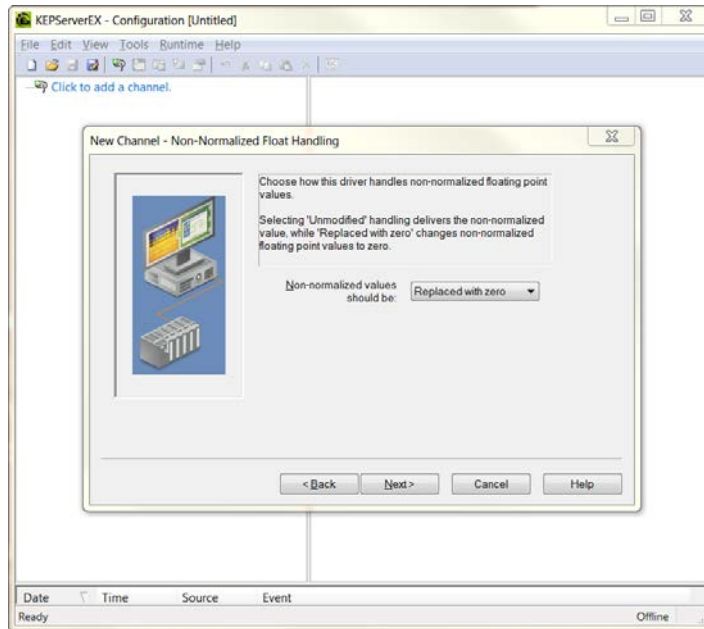 KEPServerEX - Configuration [Untitled]
File Edit View Tools Runtime Help
Click to add a channel.
New Channel - Non-Normalized Float Handling
Choose how this driver handles non-normalized floating point
values.
Selecting 'Unmodified' handling delivers the non-normalized
value, while 'Replaced with zero' changes non-normalized
floating point values to zero.
Non-normalized values
should be:
Replaced with zero
< Back Next > Cancel Help
Date Time Source Event
Ready Offline